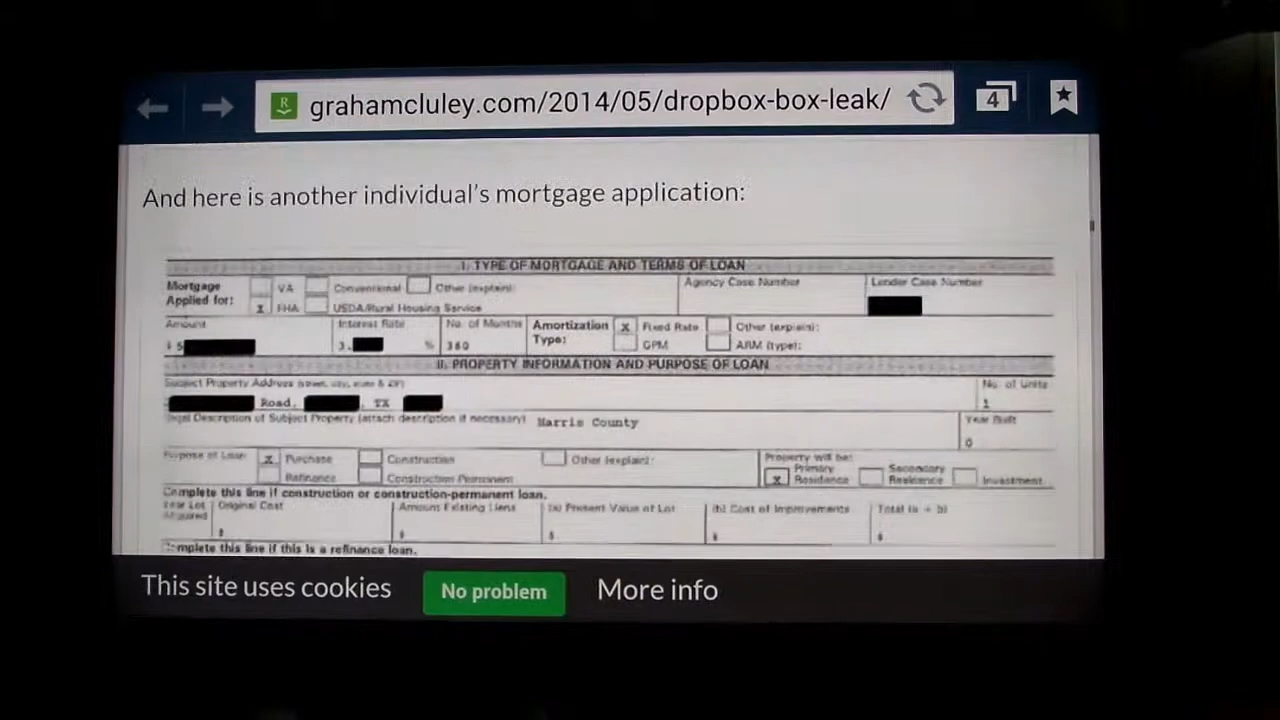 R grahamcluley.com/2014/05/dropbox-box-leak/ 4
And here is another individual's mortgage application:
I. TYPE OF MORTGAGE AND TERMS OF LOAN
Mortgage VA Conventional Other (explain): Agency Case Number Lender Case Number
Applied for: x FHA USDA/Rural Housing Service
Amount Interest Rate No. of Months Amortization x Fixed Rate Other (explain):
$ 5 3. % 360 Type: GPM ARM (type):
II. PROPERTY INFORMATION AND PURPOSE OF LOAN
Subject Property Address (street, city, state & ZIP) No. of Units
Road, , TX 1
Legal Description of Subject Property (attach description if necessary) Harris County Year Built
0
Purpose of Loan x Purchase Construction Other (explain): Property will be:
Refinance Construction-Permanent x Primary Residence Secondary Residence Investment
Complete this line if construction or construction-permanent loan.
Year Lot Acquired Original Cost Amount Existing Liens (a) Present Value of Lot (b) Cost of Improvements Total (a + b)
$ $ $ $ $
Complete this line if this is a refinance loan.
This site uses cookies No problem More info